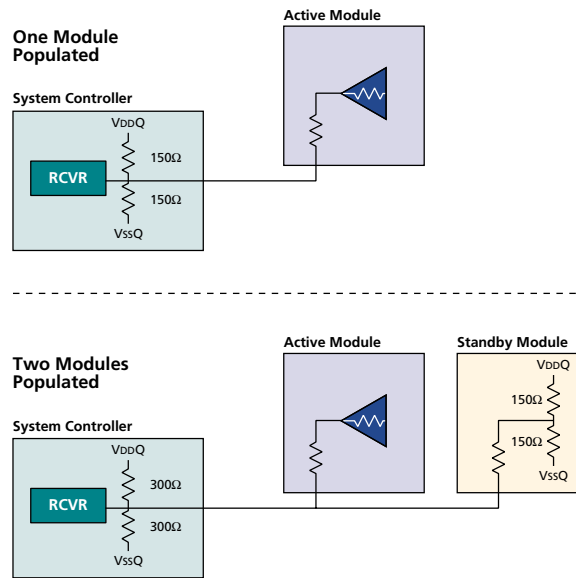 One Module
Populated
Active Module
System Controller
VDDQ
150Ω
RCVR
150Ω
VssQ
Two Modules
Populated
Active Module
Standby Module
System Controller
VDDQ
150Ω
150Ω
VssQ
VDDQ
300Ω
RCVR
300Ω
VssQ